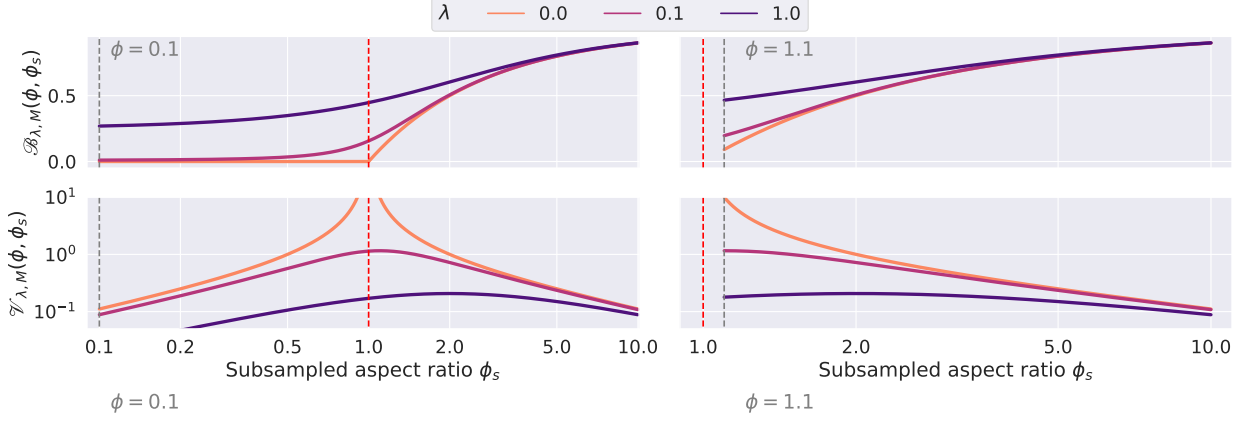 λ 0.0 0.1 1.0
ϕ = 0.1 ϕ = 1.1
ℬλ, M(ϕ, ϕs)
0.5
0.0
𝒱λ, M(ϕ, ϕs)
10¹
10⁰
10⁻¹
0.1 0.2 0.5 1.0 2.0 5.0 10.0 1.0 2.0 5.0 10.0
Subsampled aspect ratio ϕs Subsampled aspect ratio ϕs
ϕ = 0.1 ϕ = 1.1